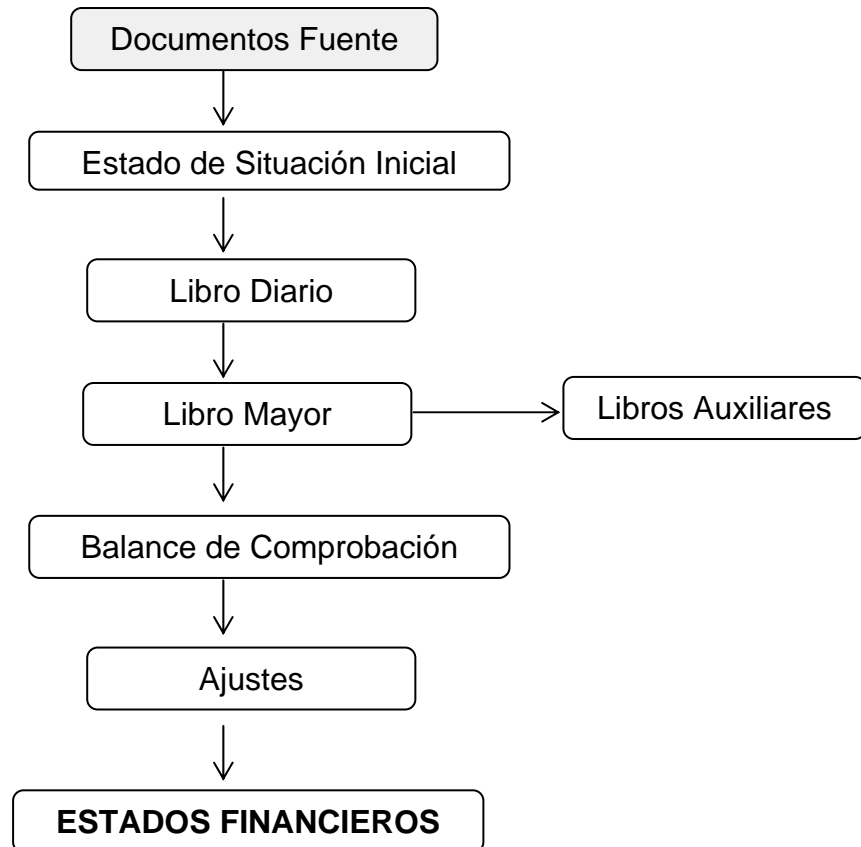 Documentos Fuente
Estado de Situación Inicial
Libro Diario
Libro Mayor
Libros Auxiliares
Balance de Comprobación
Ajustes
ESTADOS FINANCIEROS